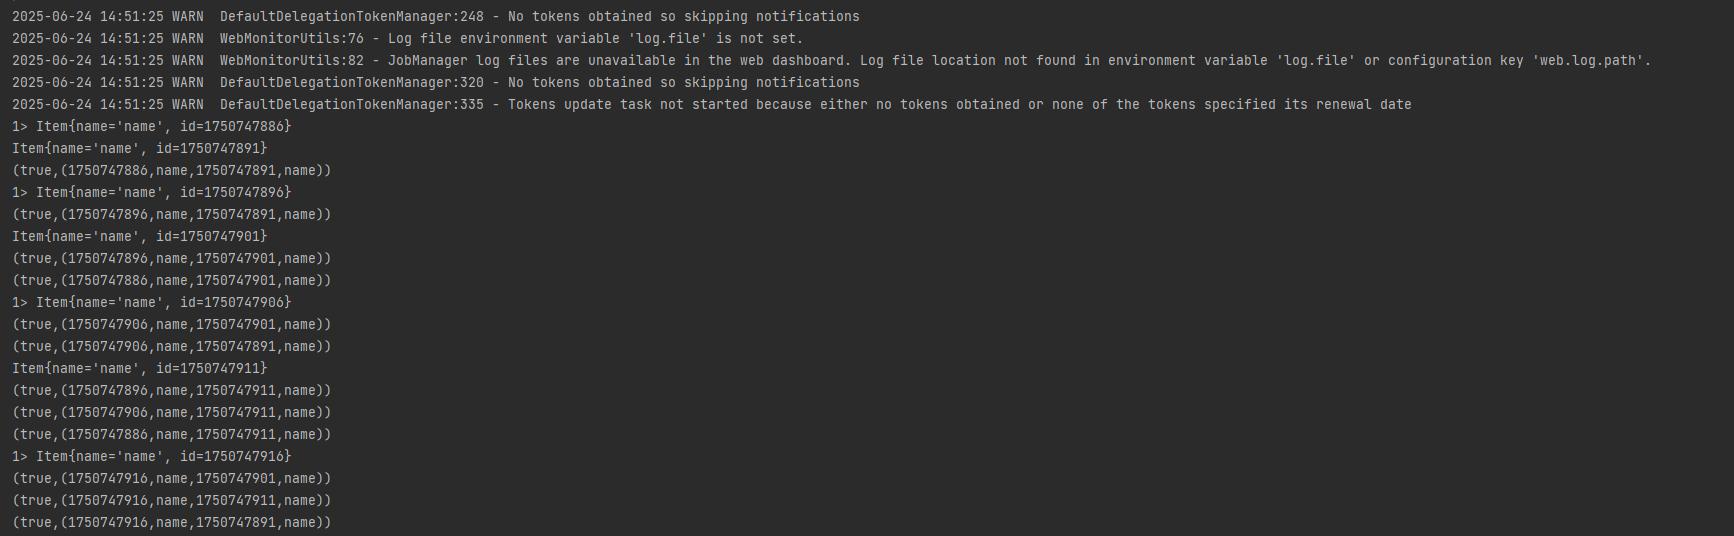 2025-06-24 14:51:25 WARN  DefaultDelegationTokenManager:248 - No tokens obtained so skipping notifications
2025-06-24 14:51:25 WARN  WebMonitorUtils:76 - Log file environment variable 'log.file' is not set.
2025-06-24 14:51:25 WARN  WebMonitorUtils:82 - JobManager log files are unavailable in the web dashboard. Log file location not found in environment variable 'log.file' or configuration key 'web.log.path'.
2025-06-24 14:51:25 WARN  DefaultDelegationTokenManager:320 - No tokens obtained so skipping notifications
2025-06-24 14:51:25 WARN  DefaultDelegationTokenManager:335 - Tokens update task not started because either no tokens obtained or none of the tokens specified its renewal date
1> Item{name='name', id=1750747886}
Item{name='name', id=1750747891}
(true,(1750747886,name,1750747891,name))
1> Item{name='name', id=1750747896}
(true,(1750747896,name,1750747891,name))
Item{name='name', id=1750747901}
(true,(1750747896,name,1750747901,name))
(true,(1750747886,name,1750747901,name))
1> Item{name='name', id=1750747906}
(true,(1750747906,name,1750747901,name))
(true,(1750747906,name,1750747891,name))
Item{name='name', id=1750747911}
(true,(1750747896,name,1750747911,name))
(true,(1750747906,name,1750747911,name))
(true,(1750747886,name,1750747911,name))
1> Item{name='name', id=1750747916}
(true,(1750747916,name,1750747901,name))
(true,(1750747916,name,1750747911,name))
(true,(1750747916,name,1750747891,name))